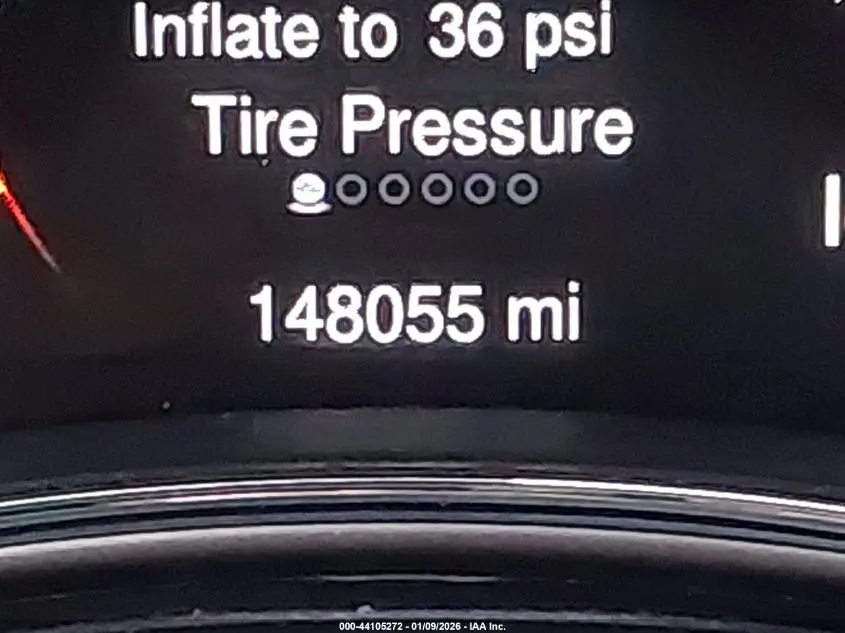 Inflate to 36 psi
Tire Pressure
148055 mi
000-44105272 - 01/09/2026 - IAA Inc.